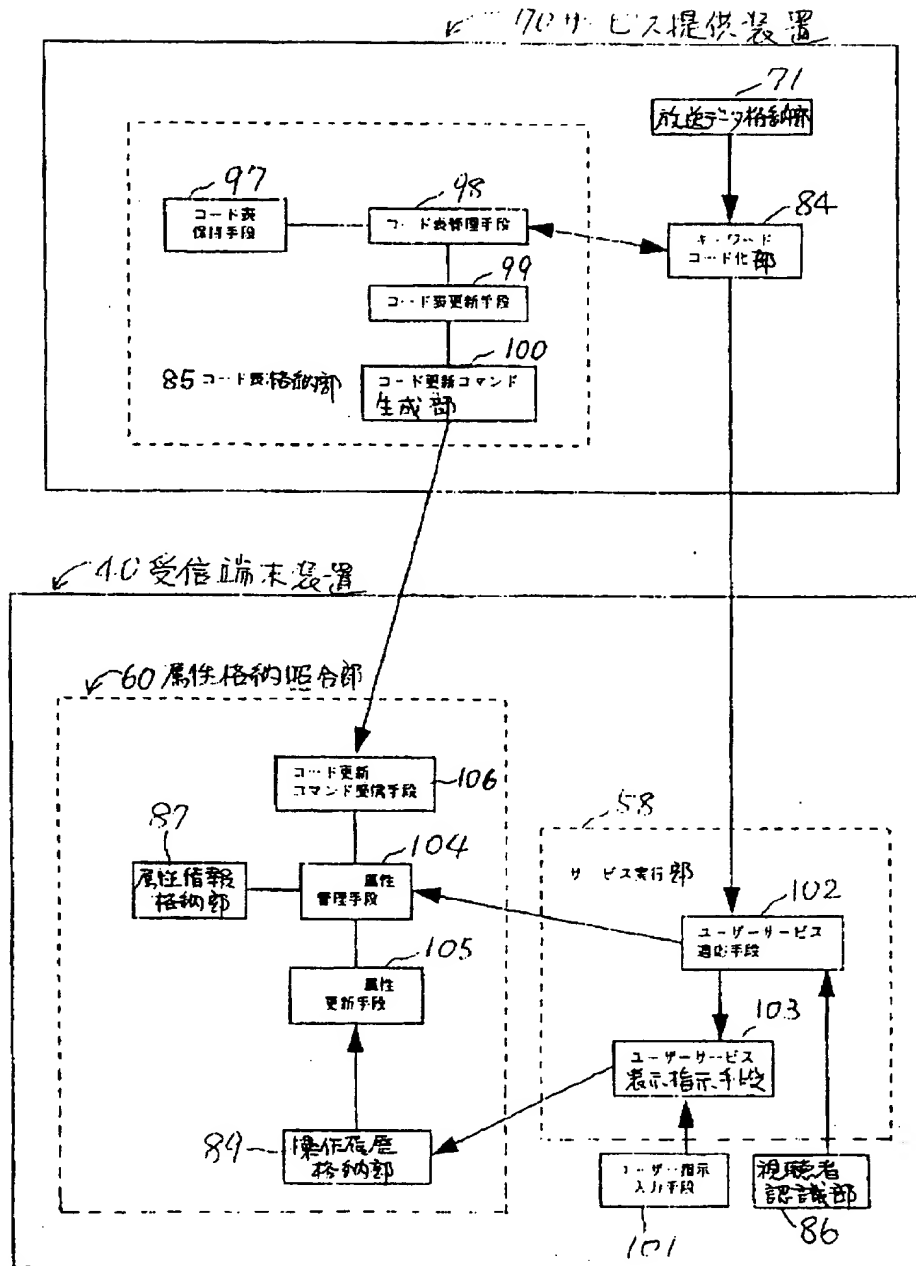 70 サービス提供装置
71
放送データ格納部
97
コード表
保持手段
98
コード表管理手段
84
キーワード
コード化部
99
コード表更新手段
100
コード更新コマンド
生成部
85 コード表格納部
40 受信端末装置
60 属性格納照合部
コード更新
コマンド受信手段
106
87
属性情報
格納部
104
属性
管理手段
58
サービス実行部
102
ユーザーサービス
適応手段
105
属性
更新手段
103
ユーザーサービス
表示指示手段
89
操作履歴
格納部
ユーザー指示
入力手段
101
視聴者
認識部
86